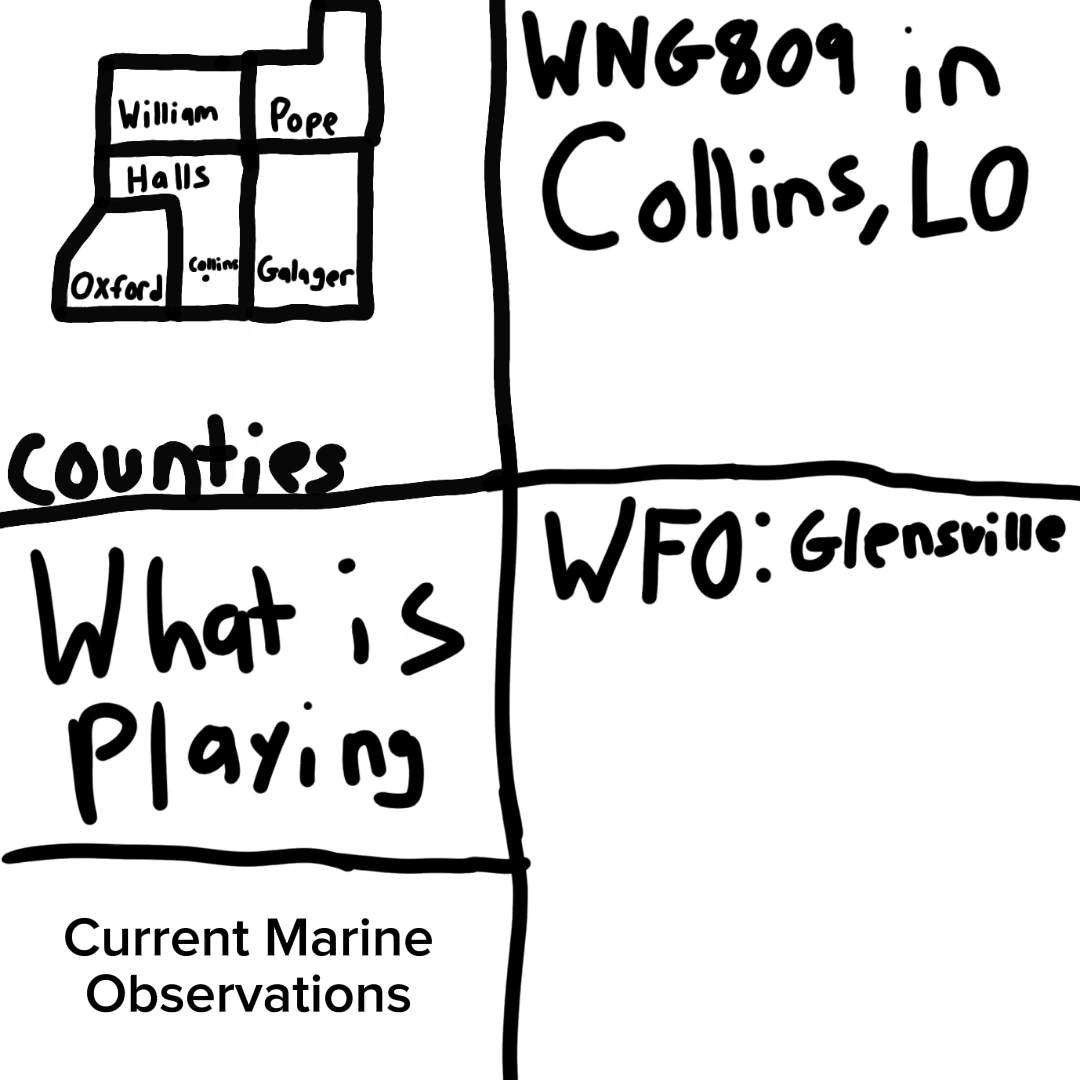 William
Pope
Halls
Collins
Oxford
Galager
Counties
WNG809 in
Collins, LO
What is
Playing
WFO: Glensville
Current Marine
Observations